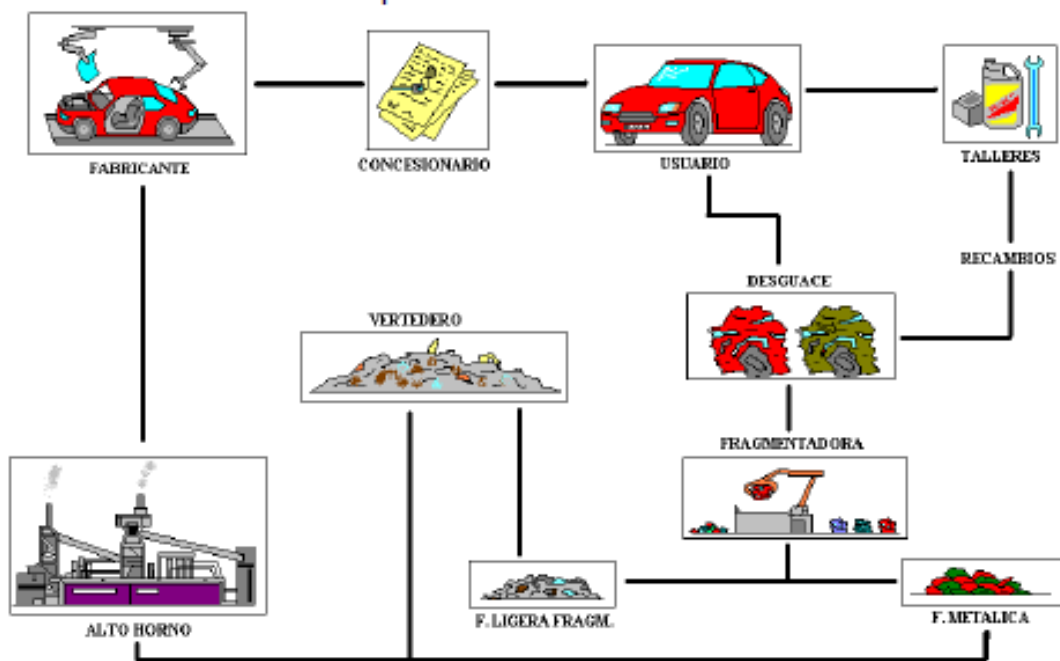 FABRICANTE
CONCESIONARIO
USUARIO
TALLERES
RECAMBIOS
DESGUACE
VERTEDERO
FRAGMENTADORA
F. LIGERA FRAGM.
F. METALICA
ALTO HORNO